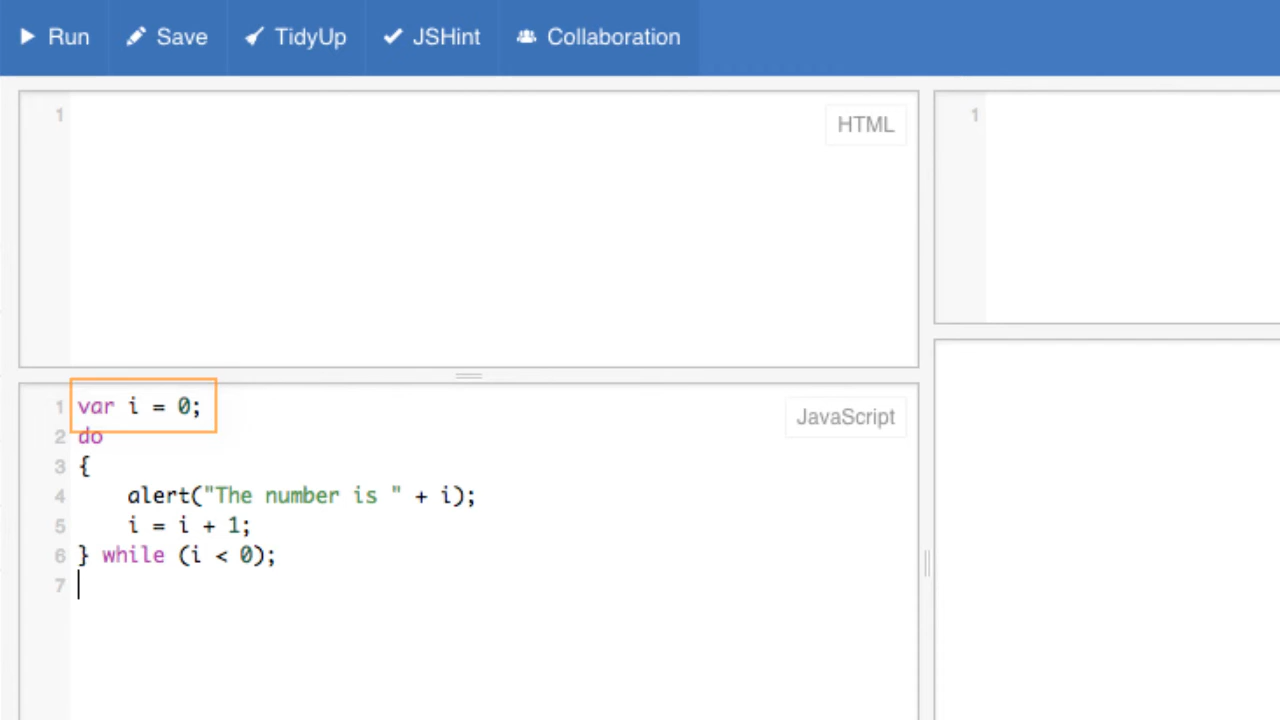 Run Save TidyUp JSHint Collaboration
1
HTML
1
1 var i = 0;
JavaScript
2 do
3 {
4     alert("The number is " + i);
5     i = i + 1;
6 } while (i < 0);
7